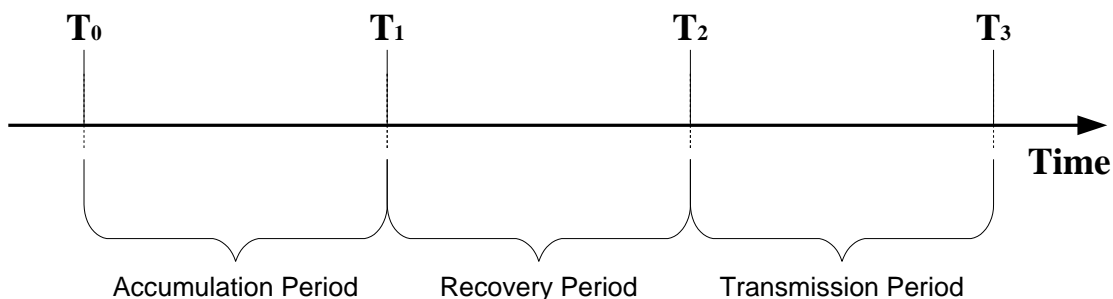 T0 T1 T2 T3
Time
Accumulation Period Recovery Period Transmission Period